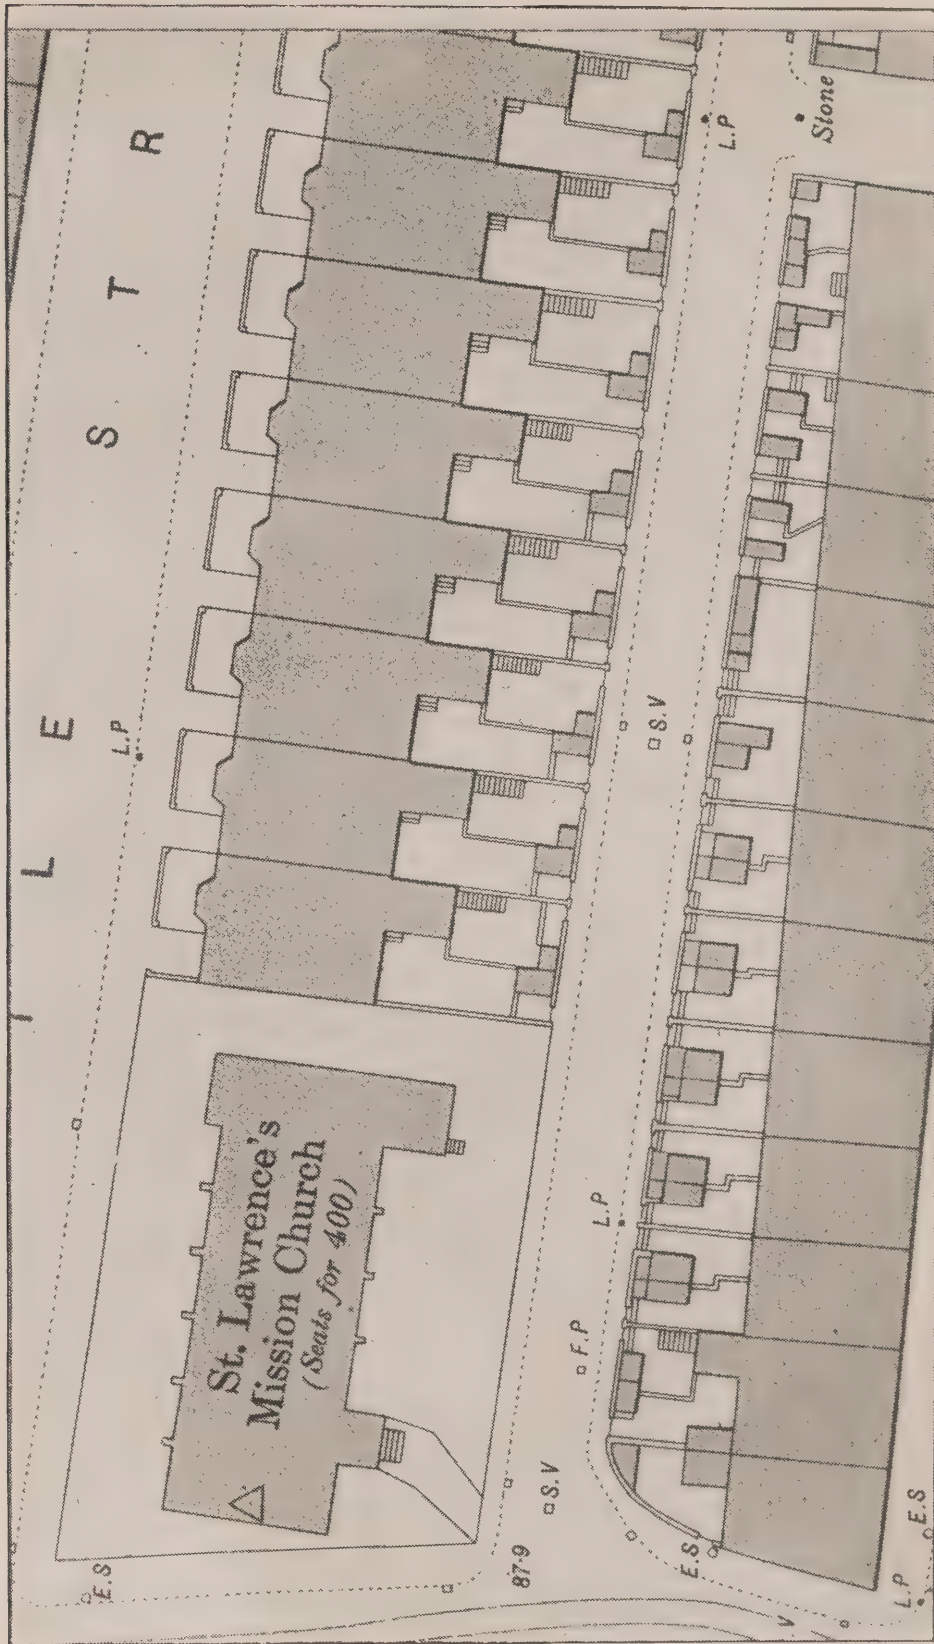 I L E S T R
L.P
L.P
Stone
S.V
St. Lawrence's
Mission Church
(Seats for 400)
L.P
F.P
S.V
87·9
E.S
E.S
V
L.P
E.S